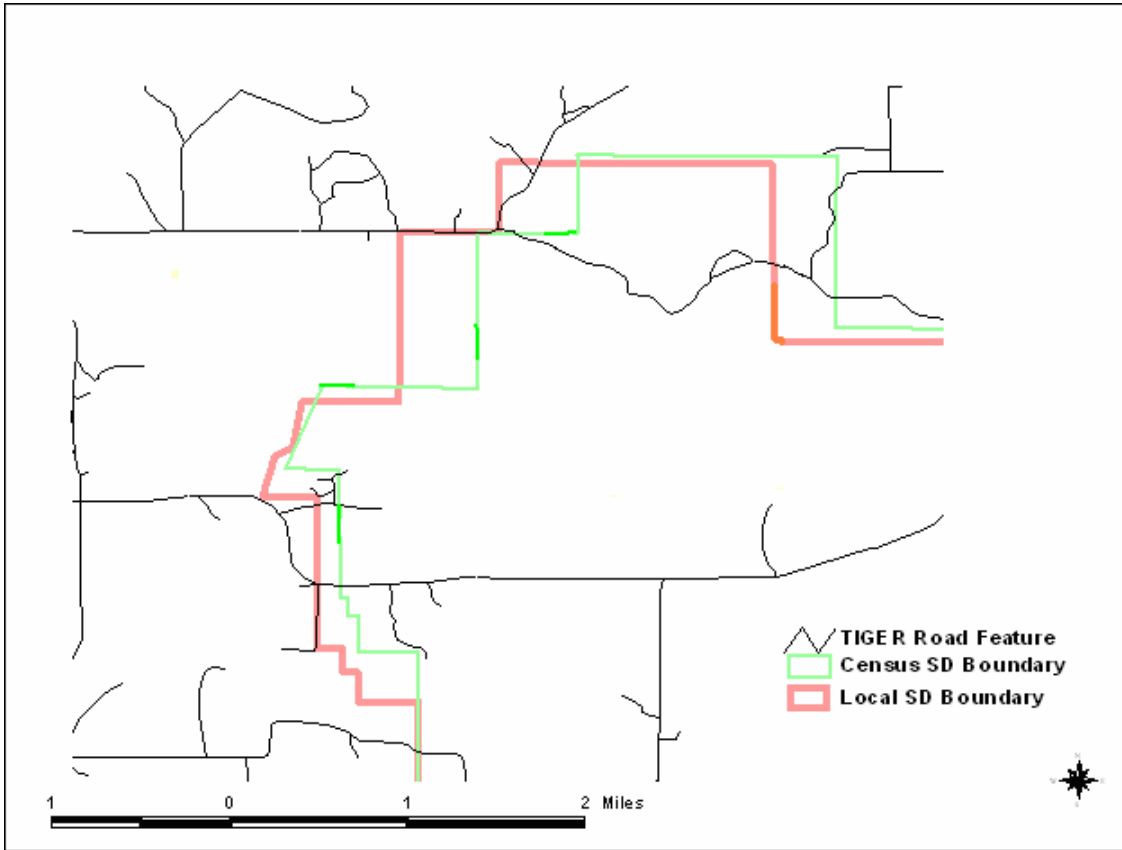 TIGER Road Feature
Census SD Boundary
Local SD Boundary
1 0 1 2 Miles